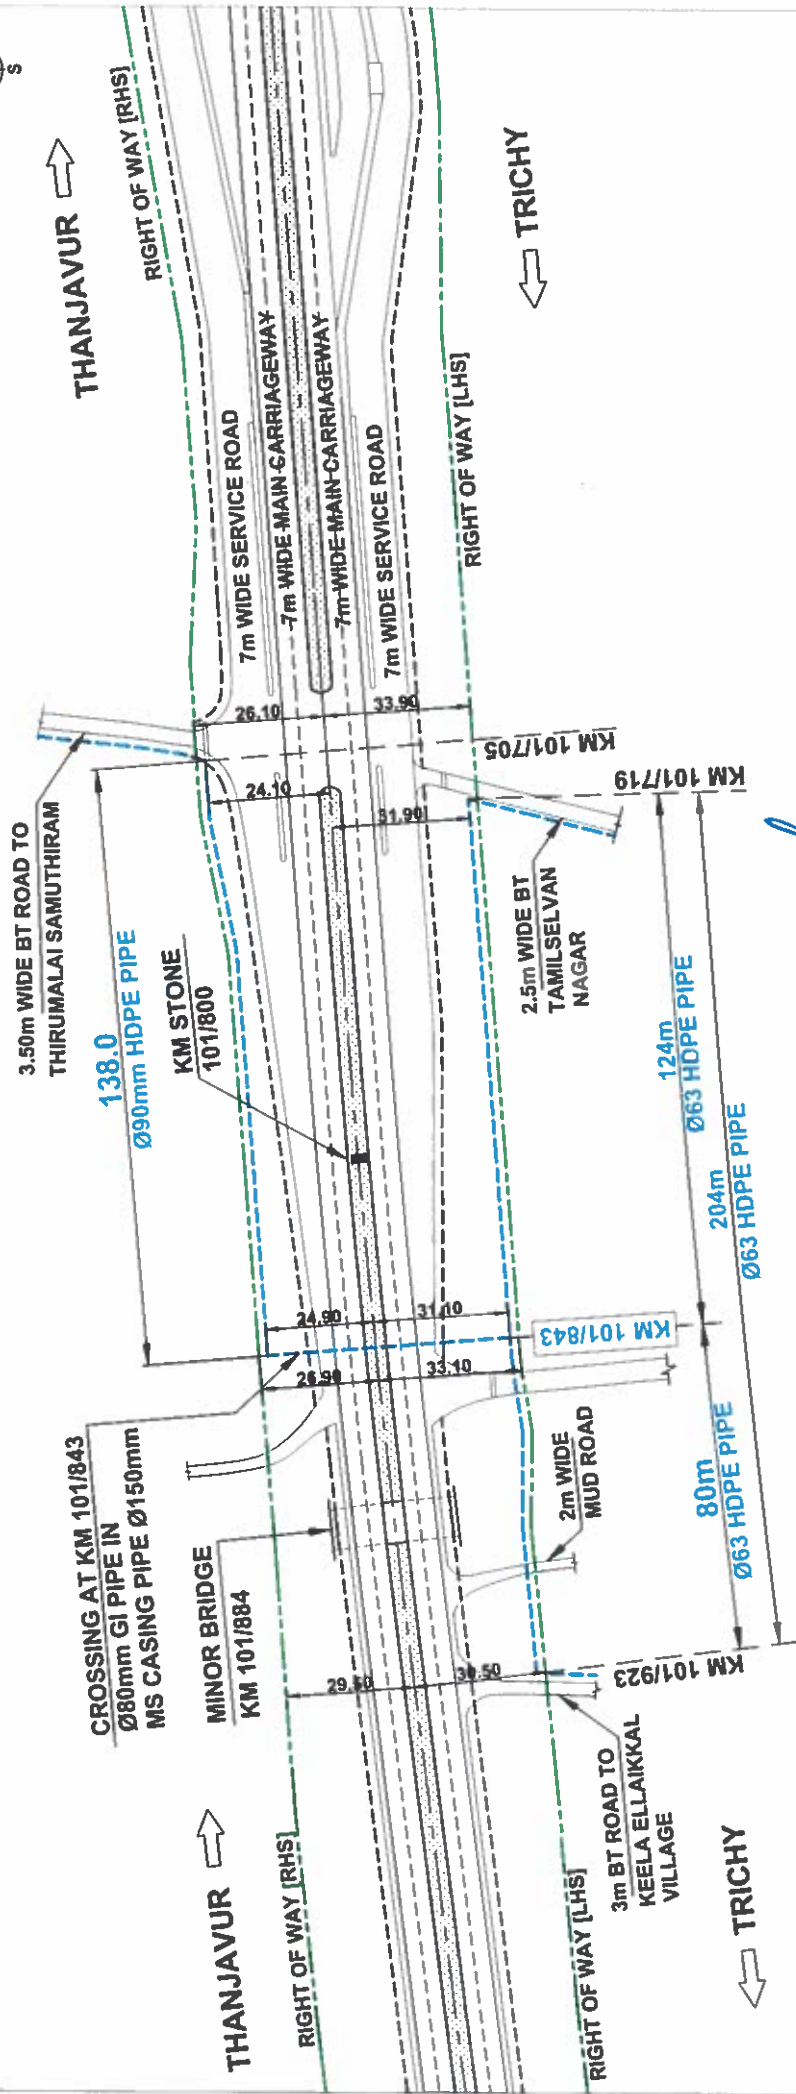 S
THANJAVUR
RIGHT OF WAY [RHS]
TRICHY
7m WIDE SERVICE ROAD
7m WIDE MAIN CARRIAGEWAY
7m WIDE MAIN CARRIAGEWAY
7m WIDE SERVICE ROAD
RIGHT OF WAY [LHS]
3.50m WIDE BT ROAD TO
THIRUMALAI SAMUTHIRAM
26.10
33.90
KM 101/705
24.10
31.90
KM 101/719
2.5m WIDE BT
TAMILSELVAN
NAGAR
138.0
Ø90mm HDPE PIPE
KM STONE
101/800
124m
Ø63 HDPE PIPE
204m
Ø63 HDPE PIPE
24.90
31.10
KM 101/843
26.90
33.10
CROSSING AT KM 101/843
Ø80mm GI PIPE IN
MS CASING PIPE Ø150mm
MINOR BRIDGE
KM 101/884
2m WIDE
MUD ROAD
80m
Ø63 HDPE PIPE
29.50
30.50
KM 101/923
3m BT ROAD TO
KEELA ELLAIKKAL
VILLAGE
THANJAVUR
RIGHT OF WAY [RHS]
RIGHT OF WAY [LHS]
TRICHY